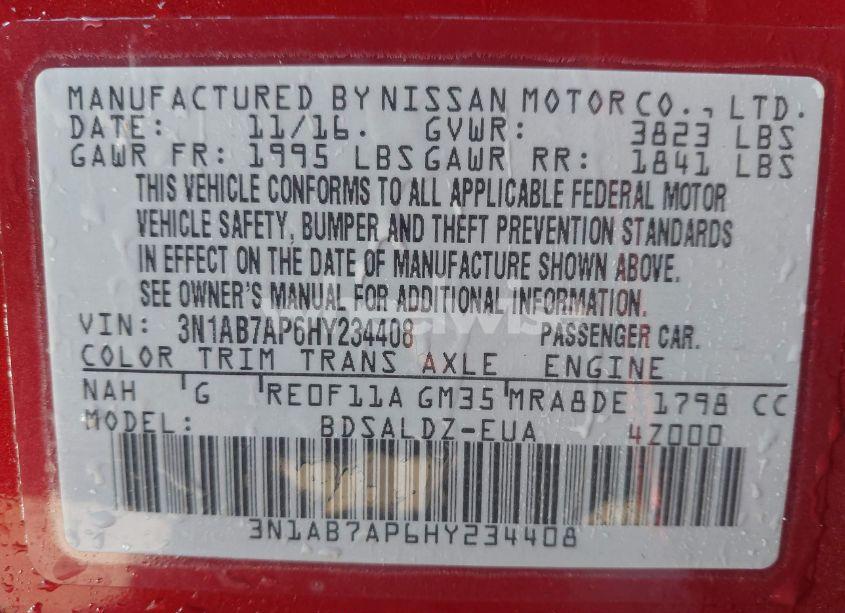 MANUFACTURED BY NISSAN MOTOR CO., LTD.
DATE: 11/16. GVWR: 3823 LBS
GAWR FR: 1995 LBS GAWR RR: 1841 LBS
THIS VEHICLE CONFORMS TO ALL APPLICABLE FEDERAL MOTOR
VEHICLE SAFETY, BUMPER AND THEFT PREVENTION STANDARDS
IN EFFECT ON THE DATE OF MANUFACTURE SHOWN ABOVE.
SEE OWNER'S MANUAL FOR ADDITIONAL INFORMATION.
VIN: 3N1AB7AP6HY234408 PASSENGER CAR.
COLOR TRIM TRANS AXLE ENGINE
NAH G RE0F11A GM35 MRA8DE 1798 CC
MODEL: BDSALDZ-EUA 4Z000
3N1AB7AP6HY234408